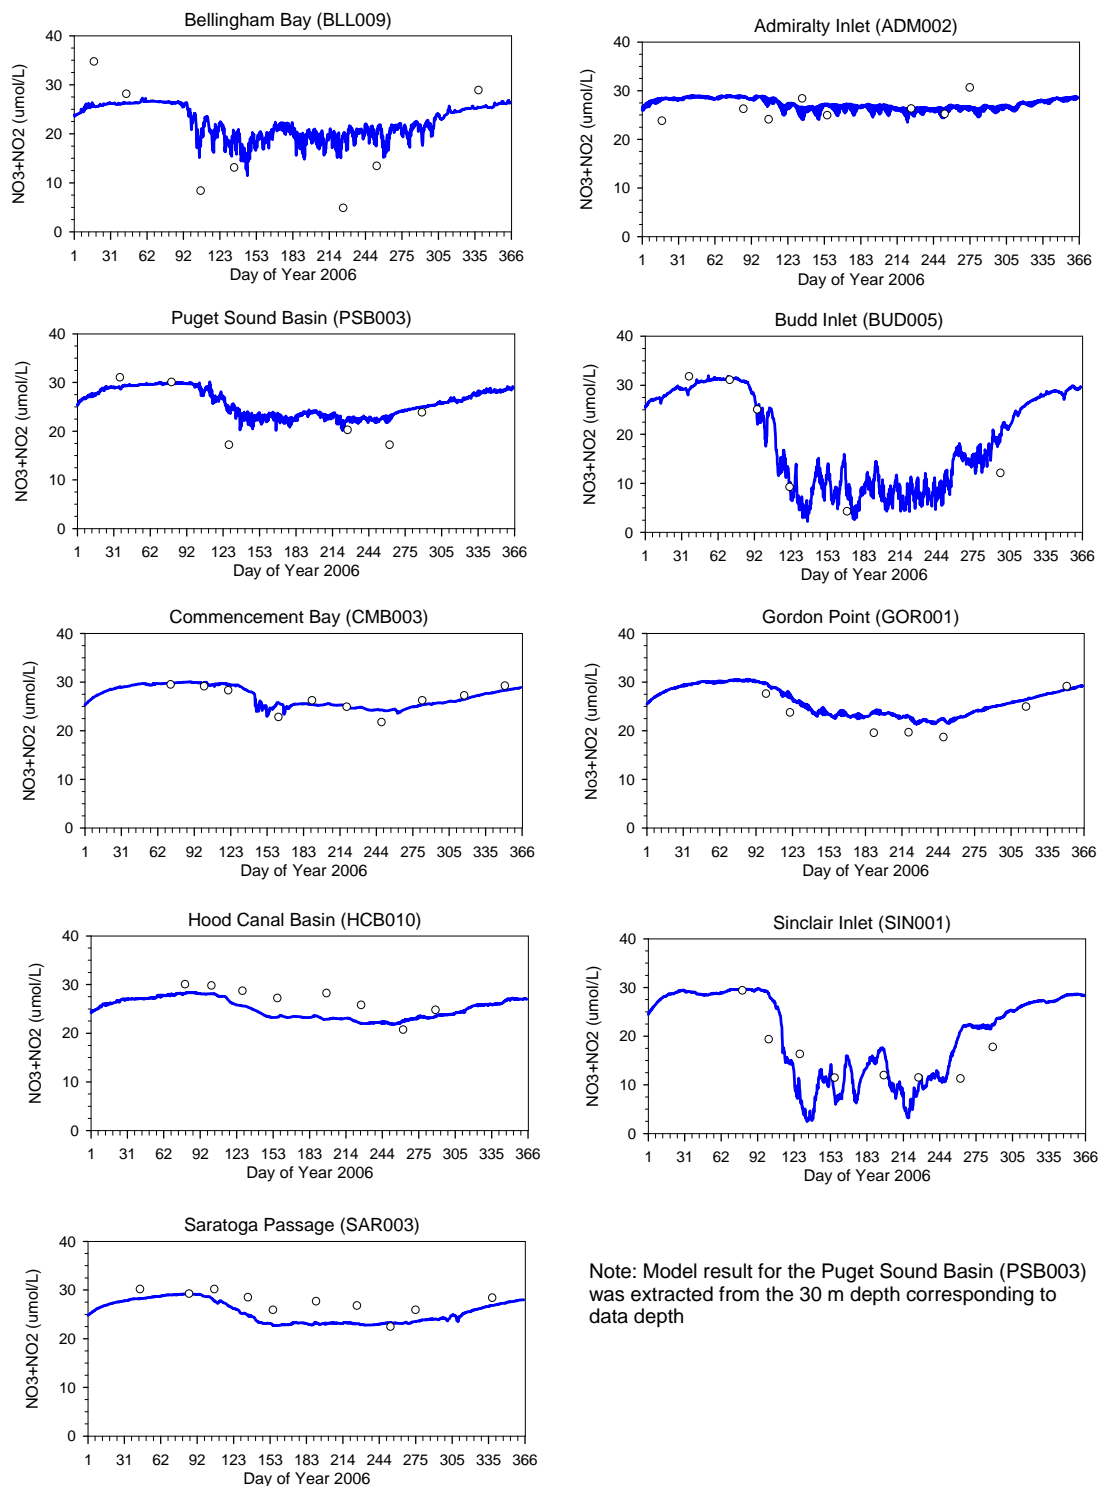 Bellingham Bay (BLL009)
NO3+NO2 (umol/L)
40
30
20
10
0
1 31 62 92 123 153 183 214 244 275 305 335 366
Day of Year 2006
Admiralty Inlet (ADM002)
NO3+NO2 (umol/L)
40
30
20
10
0
1 31 62 92 123 153 183 214 244 275 305 335 366
Day of Year 2006
Puget Sound Basin (PSB003)
NO3+NO2 (umol/L)
40
30
20
10
0
1 31 62 92 123 153 183 214 244 275 305 335 366
Day of Year 2006
Budd Inlet (BUD005)
NO3+NO2 (umol/L)
40
30
20
10
0
1 31 62 92 123 153 183 214 244 275 305 335 366
Day of Year 2006
Commencement Bay (CMB003)
NO3+NO2 (umol/L)
40
30
20
10
0
1 31 62 92 123 153 183 214 244 275 305 335 366
Day of Year 2006
Gordon Point (GOR001)
No3+NO2 (umol/L)
40
30
20
10
0
1 31 62 92 123 153 183 214 244 275 305 335 366
Day of Year 2006
Hood Canal Basin (HCB010)
NO3+NO2 (umol/L)
40
30
20
10
0
1 31 62 92 123 153 183 214 244 275 305 335 366
Day of Year 2006
Sinclair Inlet (SIN001)
NO3+NO2 (umol/L)
40
30
20
10
0
1 31 62 92 123 153 183 214 244 275 305 335 366
Day of Year 2006
Saratoga Passage (SAR003)
NO3+NO2 (umol/L)
40
30
20
10
0
1 31 62 92 123 153 183 214 244 275 305 335 366
Day of Year 2006
Note: Model result for the Puget Sound Basin (PSB003)
was extracted from the 30 m depth corresponding to
data depth